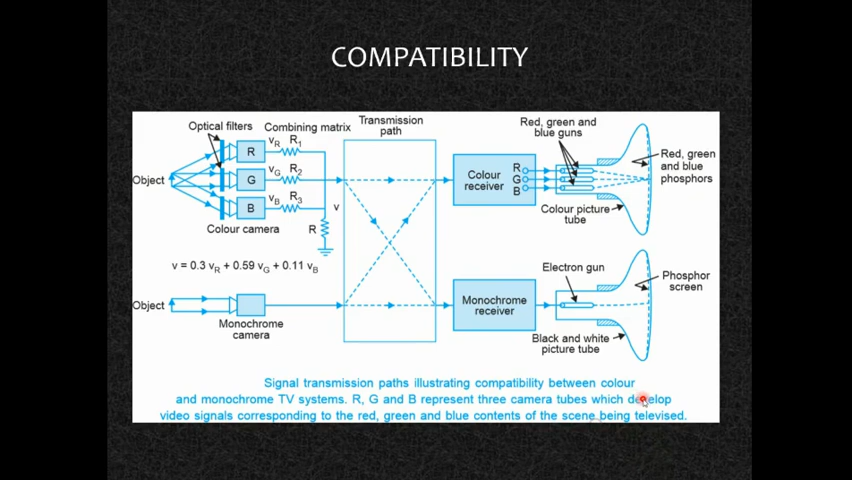 COMPATIBILITY
Optical filters
Combining matrix
Transmission
path
Red, green and
blue guns
Object
R
G
B
vR R1
vG R2
vB R3
v
R
Colour camera
Colour
receiver
R
G
B
Red, green
and blue
phosphors
Colour picture
tube
v = 0.3 vR + 0.59 vG + 0.11 vB
Object
Monochrome
camera
Monochrome
receiver
Electron gun
Phosphor
screen
Black and white
picture tube
Signal transmission paths illustrating compatibility between colour
and monochrome TV systems. R, G and B represent three camera tubes which develop
video signals corresponding to the red, green and blue contents of the scene being televised.